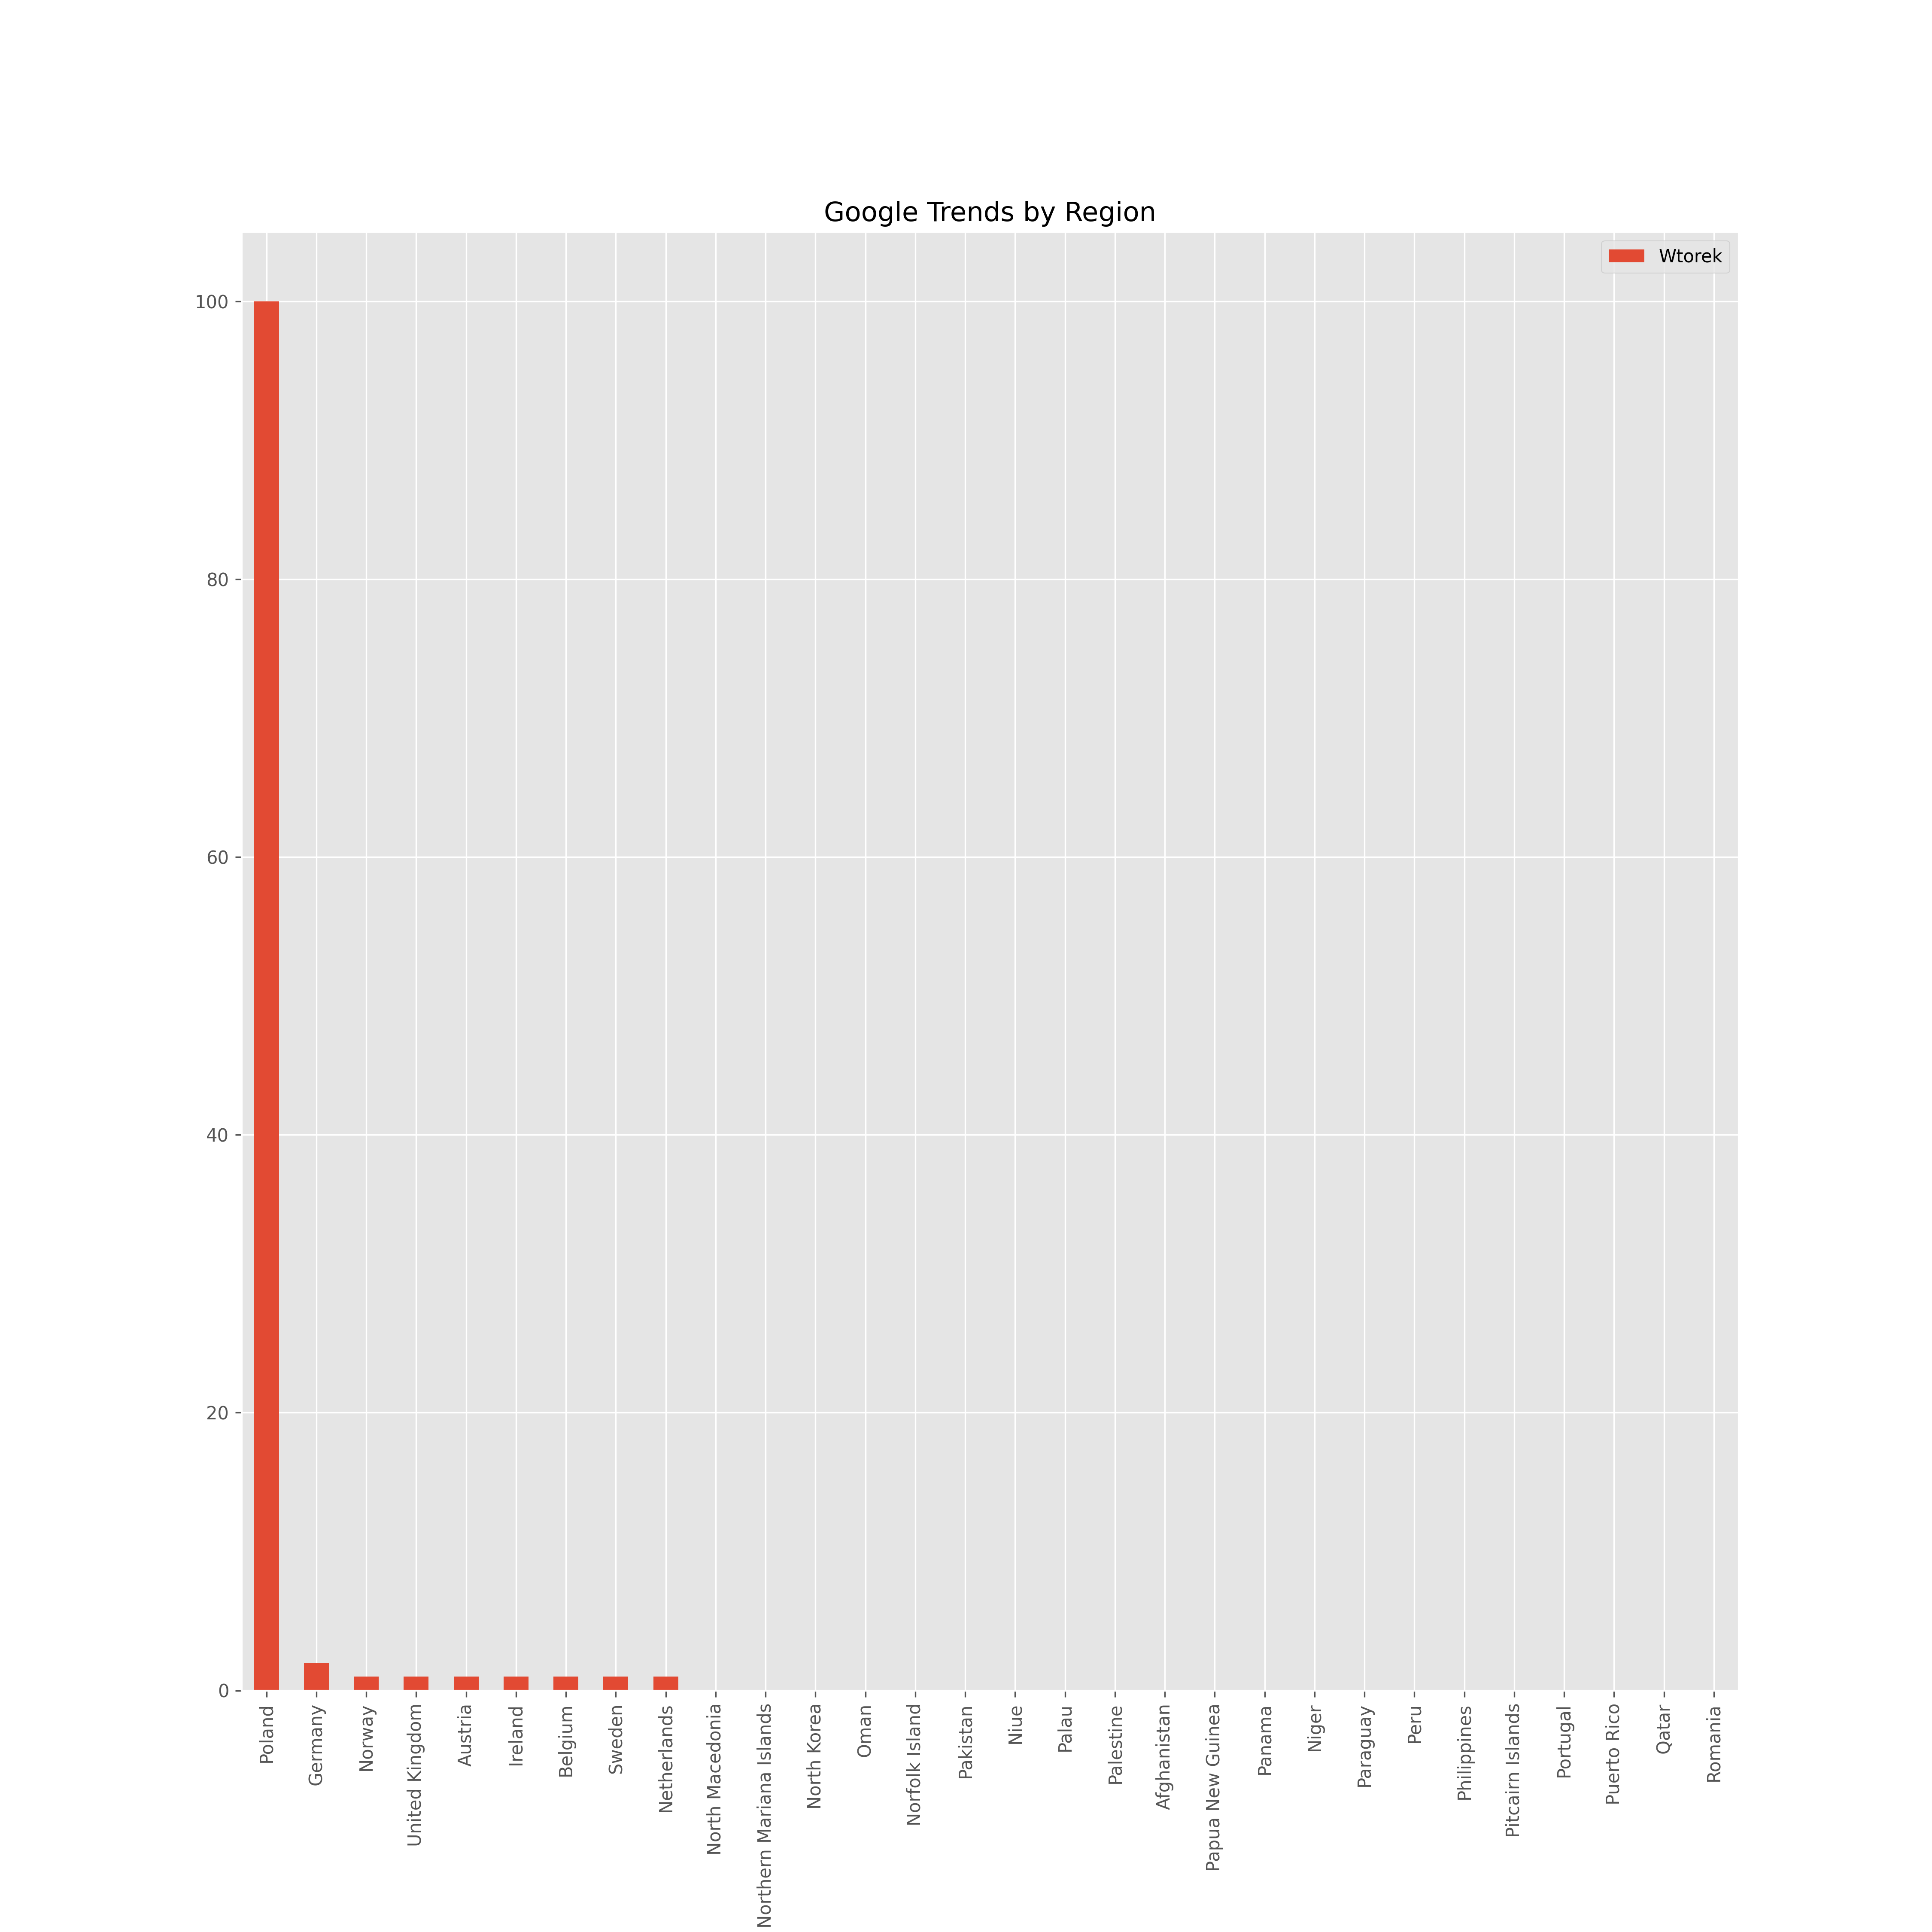 Google Trends by Region
Wtorek
100
80
60
40
20
0
Poland
Germany
Norway
United Kingdom
Austria
Ireland
Belgium
Sweden
Netherlands
North Macedonia
Northern Mariana Islands
North Korea
Oman
Norfolk Island
Pakistan
Niue
Palau
Palestine
Afghanistan
Papua New Guinea
Panama
Niger
Paraguay
Peru
Philippines
Pitcairn Islands
Portugal
Puerto Rico
Qatar
Romania